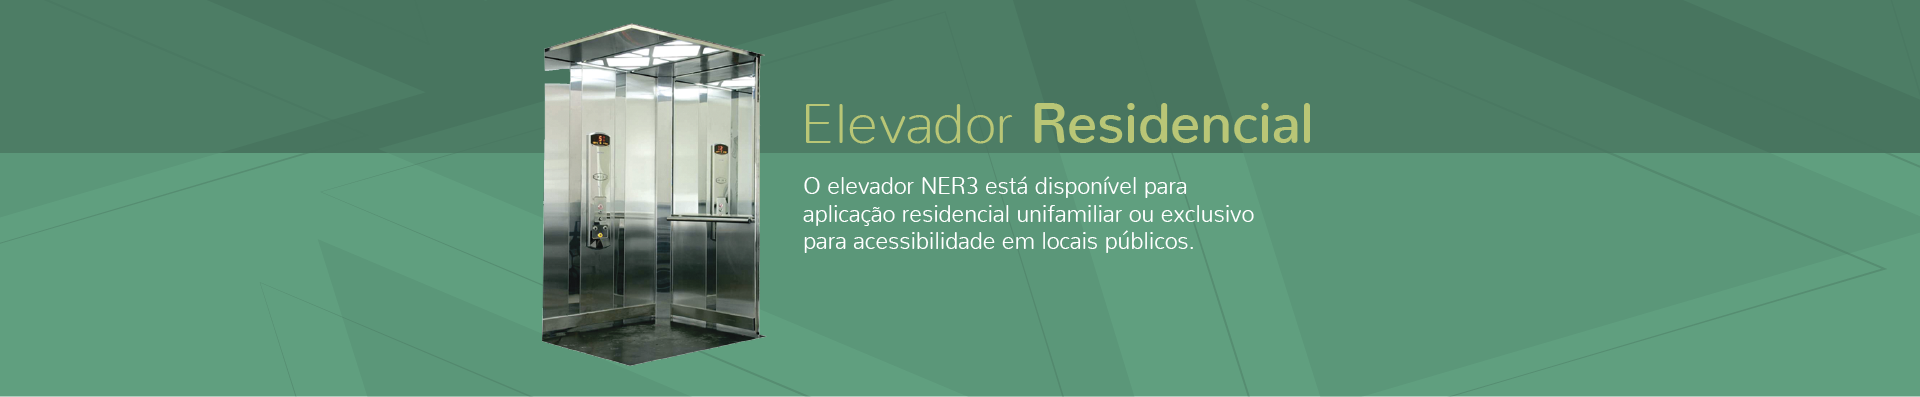 Elevador Residencial
O elevador NER3 está disponível para
aplicação residencial unifamiliar ou exclusivo
para acessibilidade em locais públicos.